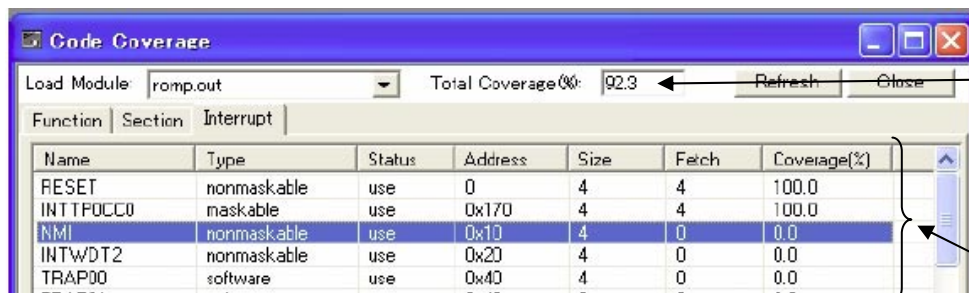 Code Coverage
Load Module: romp.out Total Coverage(%): 92.3 Refresh Close
Function Section Interrupt
Name Type Status Address Size Fetch Coverage(%)
RESET nonmaskable use 0 4 4 100.0
INTTP0CC0 maskable use 0x170 4 4 100.0
NMI nonmaskable use 0x10 4 0 0.0
INTWDT2 nonmaskable use 0x20 4 0 0.0
TRAP00 software use 0x40 4 0 0.0